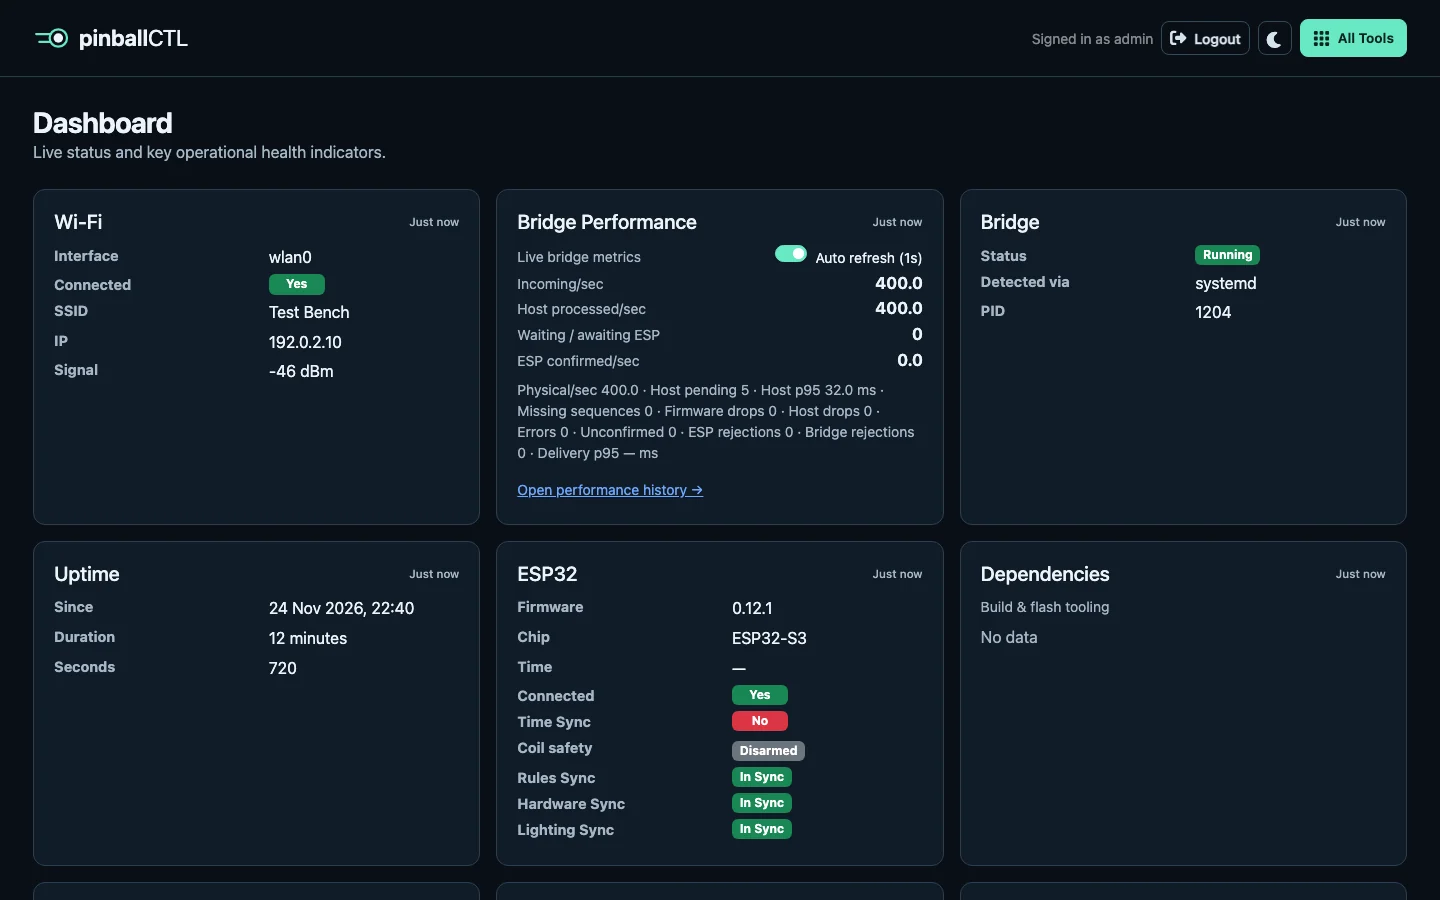 pinballCTL
Signed in as admin
Logout
All Tools
Dashboard
Live status and key operational health indicators.
Wi-Fi
Just now
Interface wlan0
Connected Yes
SSID Test Bench
IP 192.0.2.10
Signal -46 dBm
Bridge Performance
Just now
Live bridge metrics
Auto refresh (1s)
Incoming/sec 400.0
Host processed/sec 400.0
Waiting / awaiting ESP 0
ESP confirmed/sec 0.0
Physical/sec 400.0 · Host pending 5 · Host p95 32.0 ms ·
Missing sequences 0 · Firmware drops 0 · Host drops 0 ·
Errors 0 · Unconfirmed 0 · ESP rejections 0 · Bridge rejections
0 · Delivery p95 — ms
Open performance history →
Bridge
Just now
Status Running
Detected via systemd
PID 1204
Uptime
Just now
Since 24 Nov 2026, 22:40
Duration 12 minutes
Seconds 720
ESP32
Just now
Firmware 0.12.1
Chip ESP32-S3
Time —
Connected Yes
Time Sync No
Coil safety Disarmed
Rules Sync In Sync
Hardware Sync In Sync
Lighting Sync In Sync
Dependencies
Just now
Build & flash tooling
No data